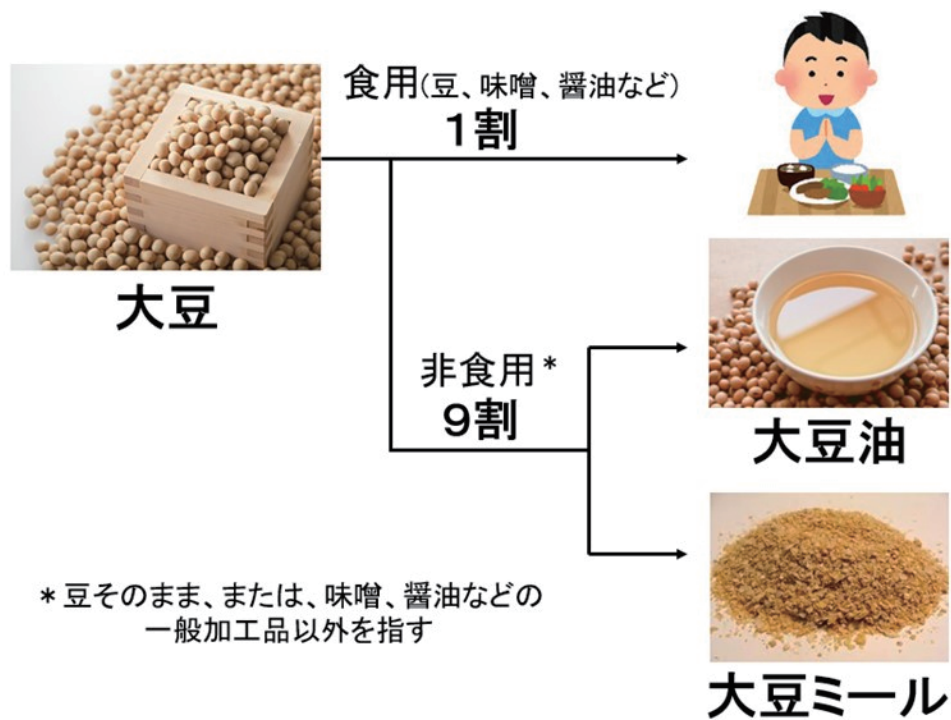 食用(豆、味噌、醤油など)
1割
大豆
非食用*
9割
大豆油
* 豆そのまま、または、味噌、醤油などの
一般加工品以外を指す
大豆ミール